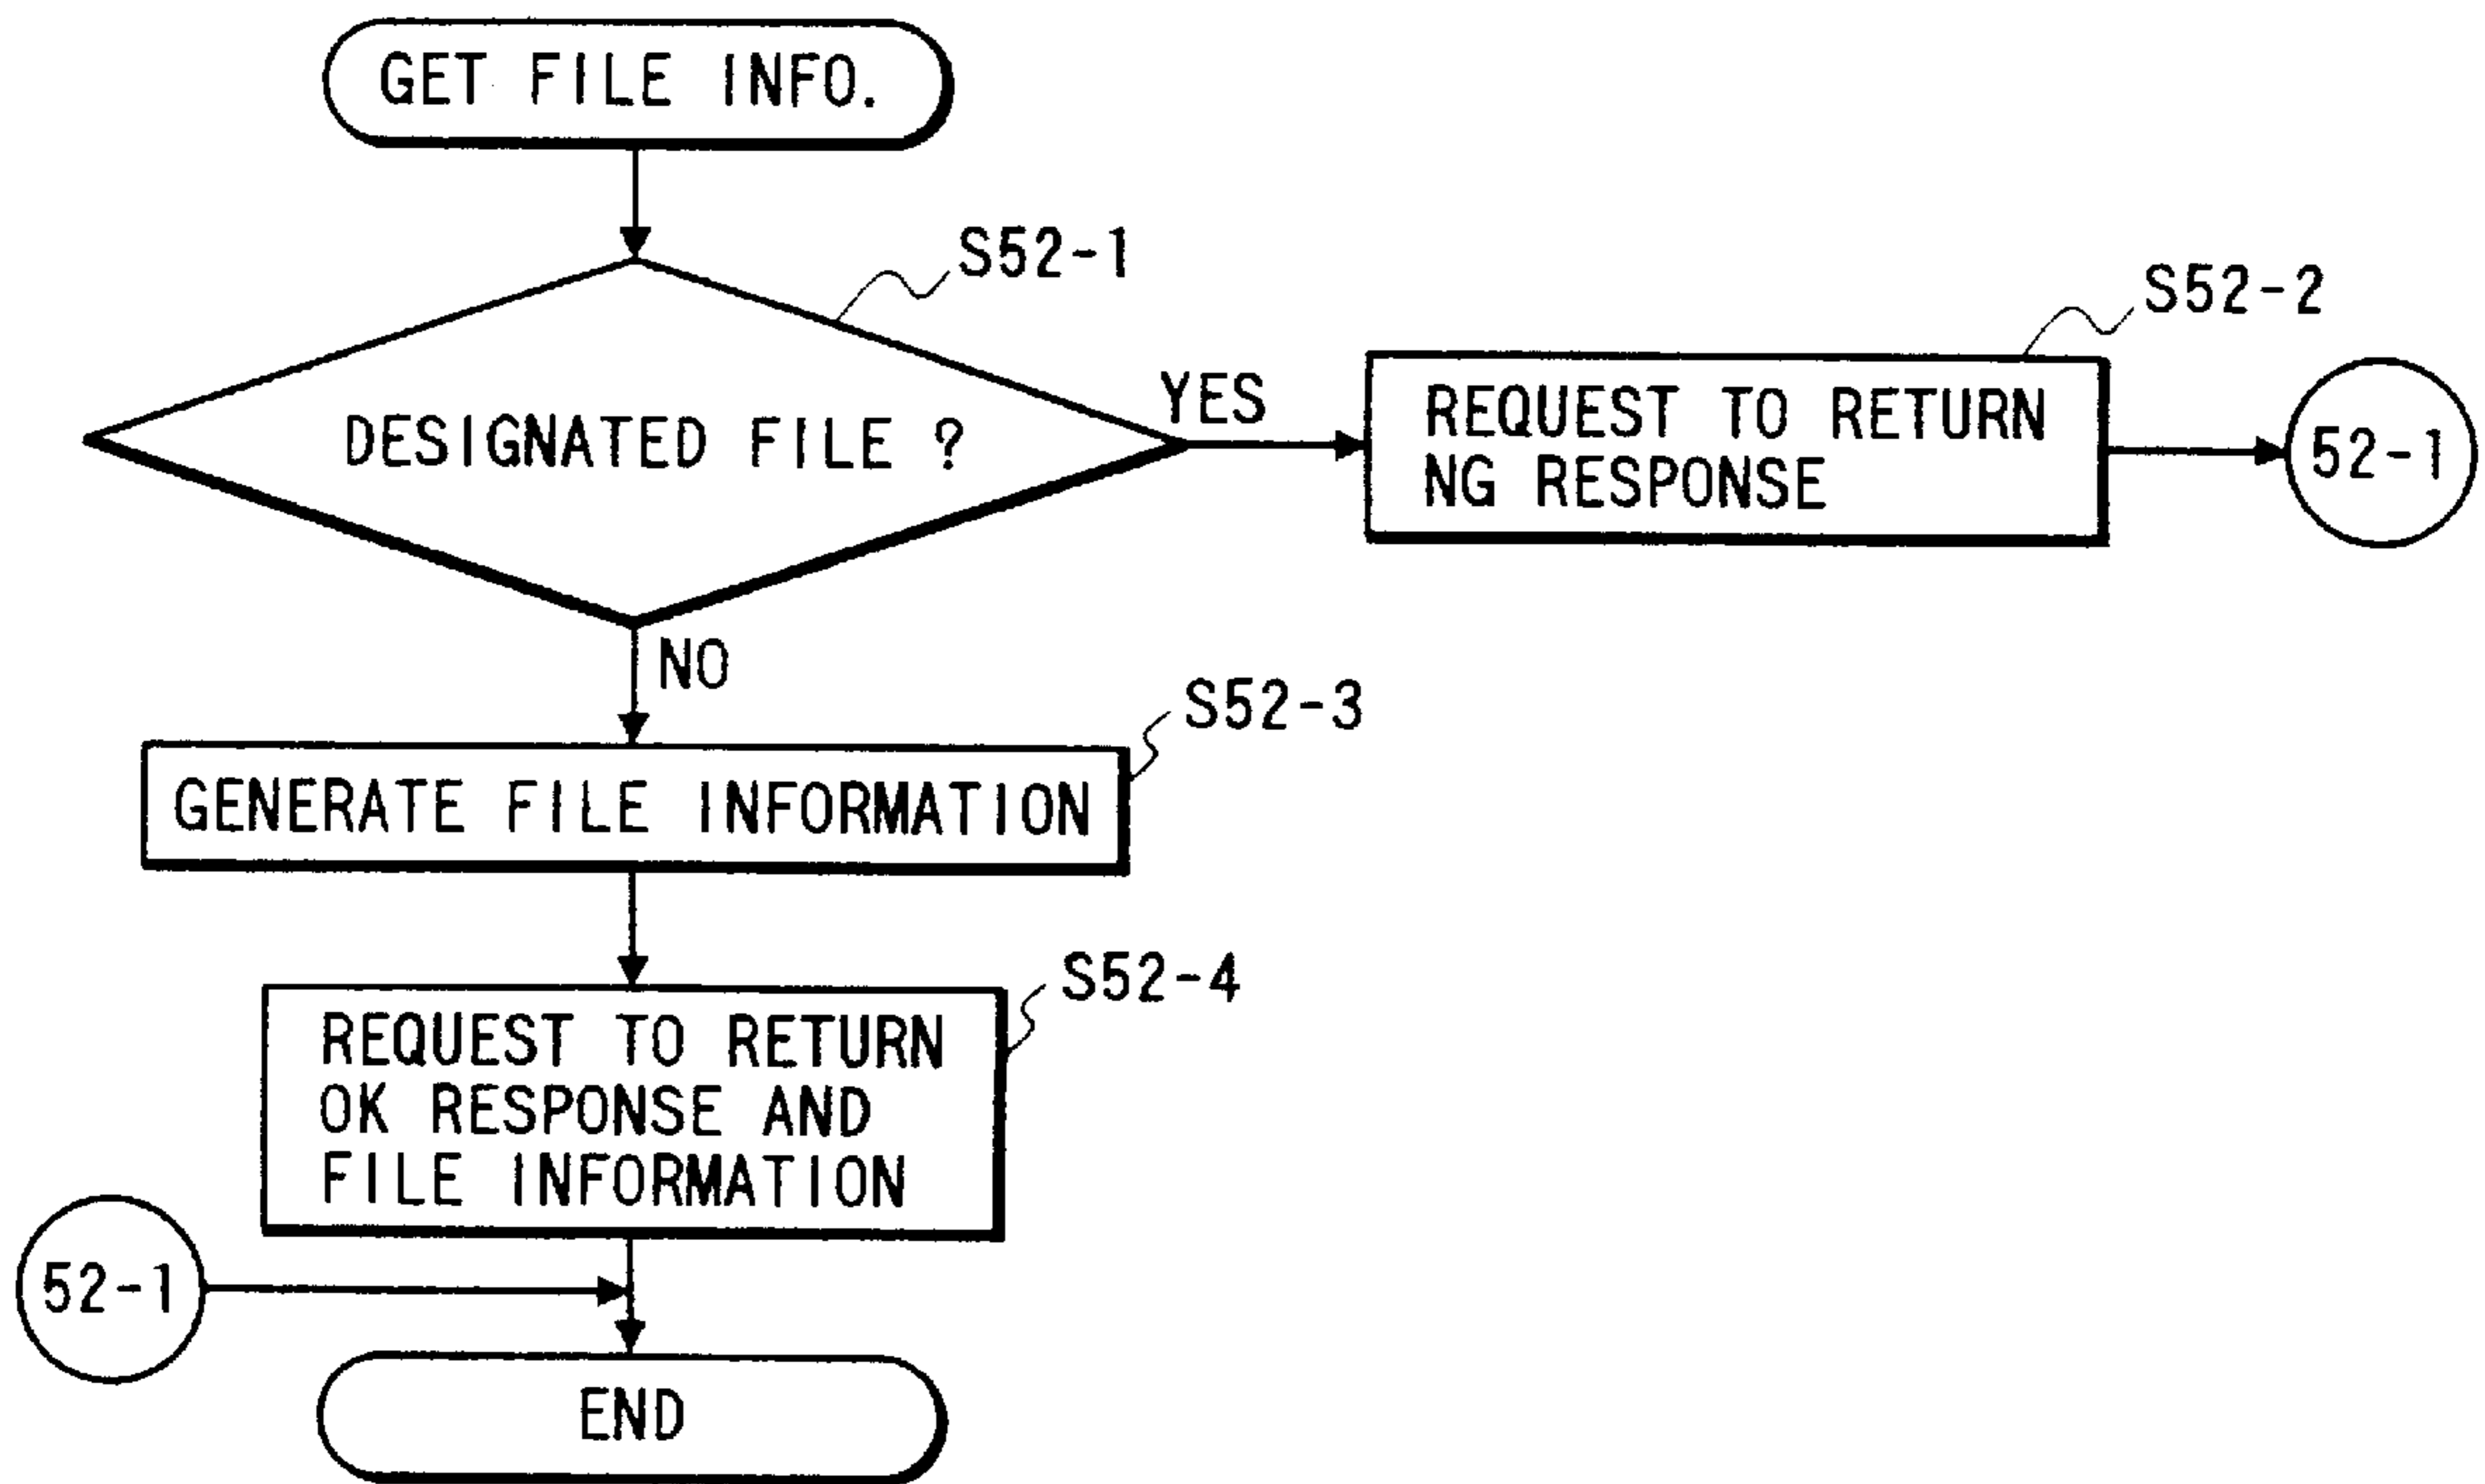 GET FILE INFO.
S52-1
S52-2
DESIGNATED FILE ?
YES
REQUEST TO RETURN
NG RESPONSE
52-1
NO
S52-3
GENERATE FILE INFORMATION
S52-4
REQUEST TO RETURN
OK RESPONSE AND
FILE INFORMATION
52-1
END